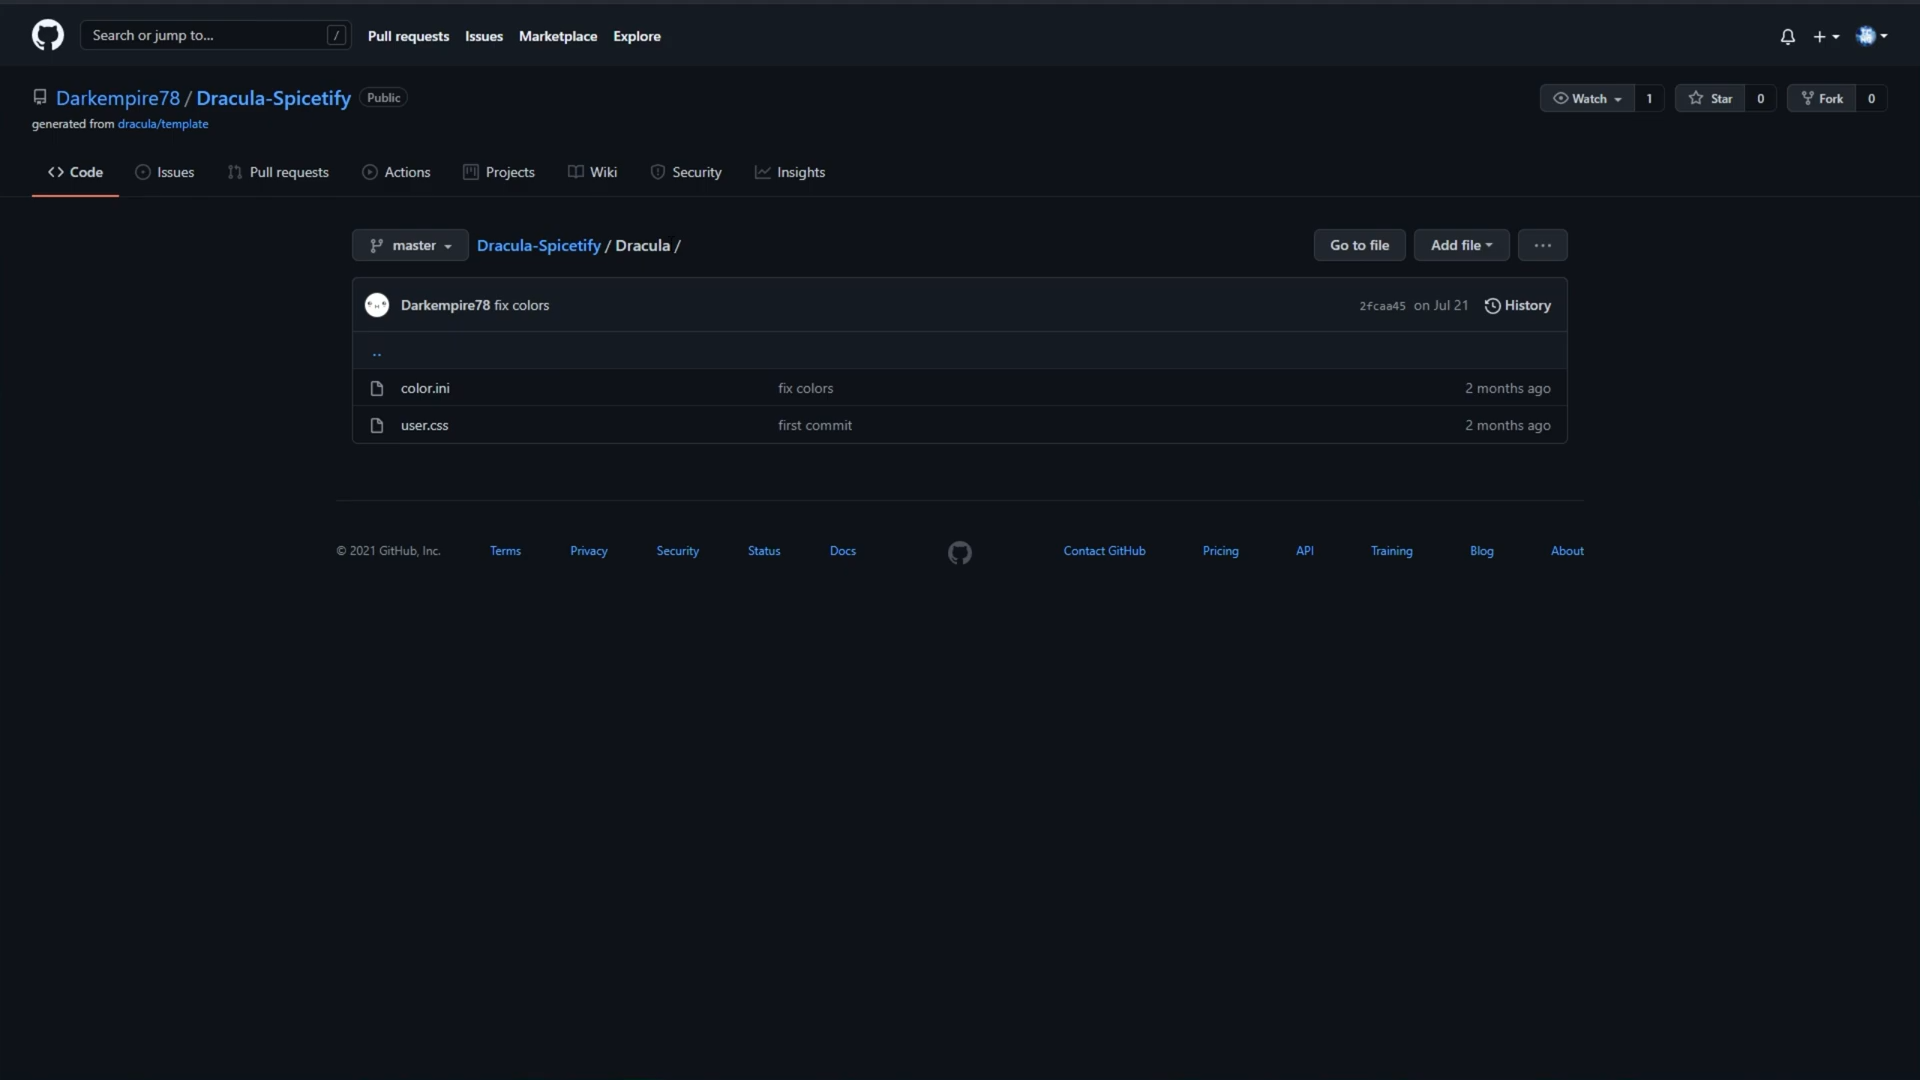 Search or jump to... /
Pull requests Issues Marketplace Explore
Darkempire78 / Dracula-Spicetify Public
Watch 1 Star 0 Fork 0
generated from dracula/template
Code Issues Pull requests Actions Projects Wiki Security Insights
master Dracula-Spicetify / Dracula / Go to file Add file ...
Darkempire78 fix colors 2fcaa45 on Jul 21 History
..
color.ini fix colors 2 months ago
user.css first commit 2 months ago
© 2021 GitHub, Inc. Terms Privacy Security Status Docs Contact GitHub Pricing API Training Blog About